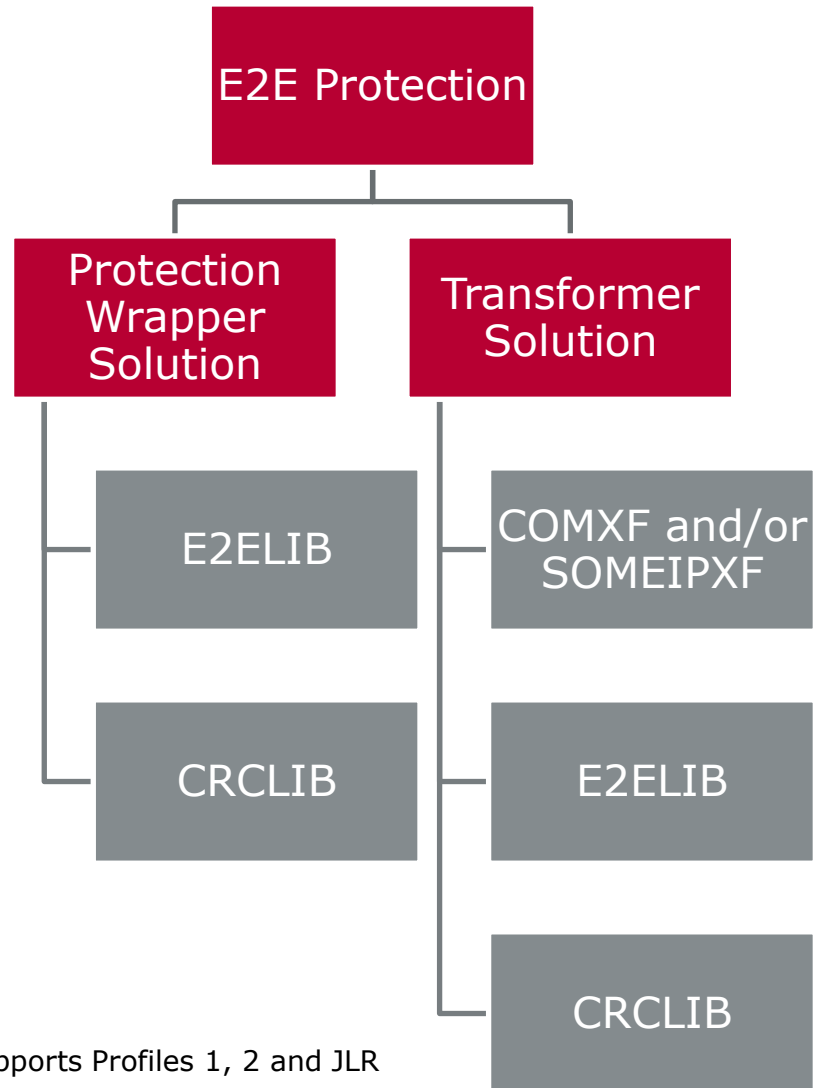 E2E Protection
Protection
Wrapper
Solution
Transformer
Solution
E2ELIB
CRCLIB
COMXF and/or
SOMEIPXF
E2ELIB
CRCLIB
Profiles 1, 2 and JLR